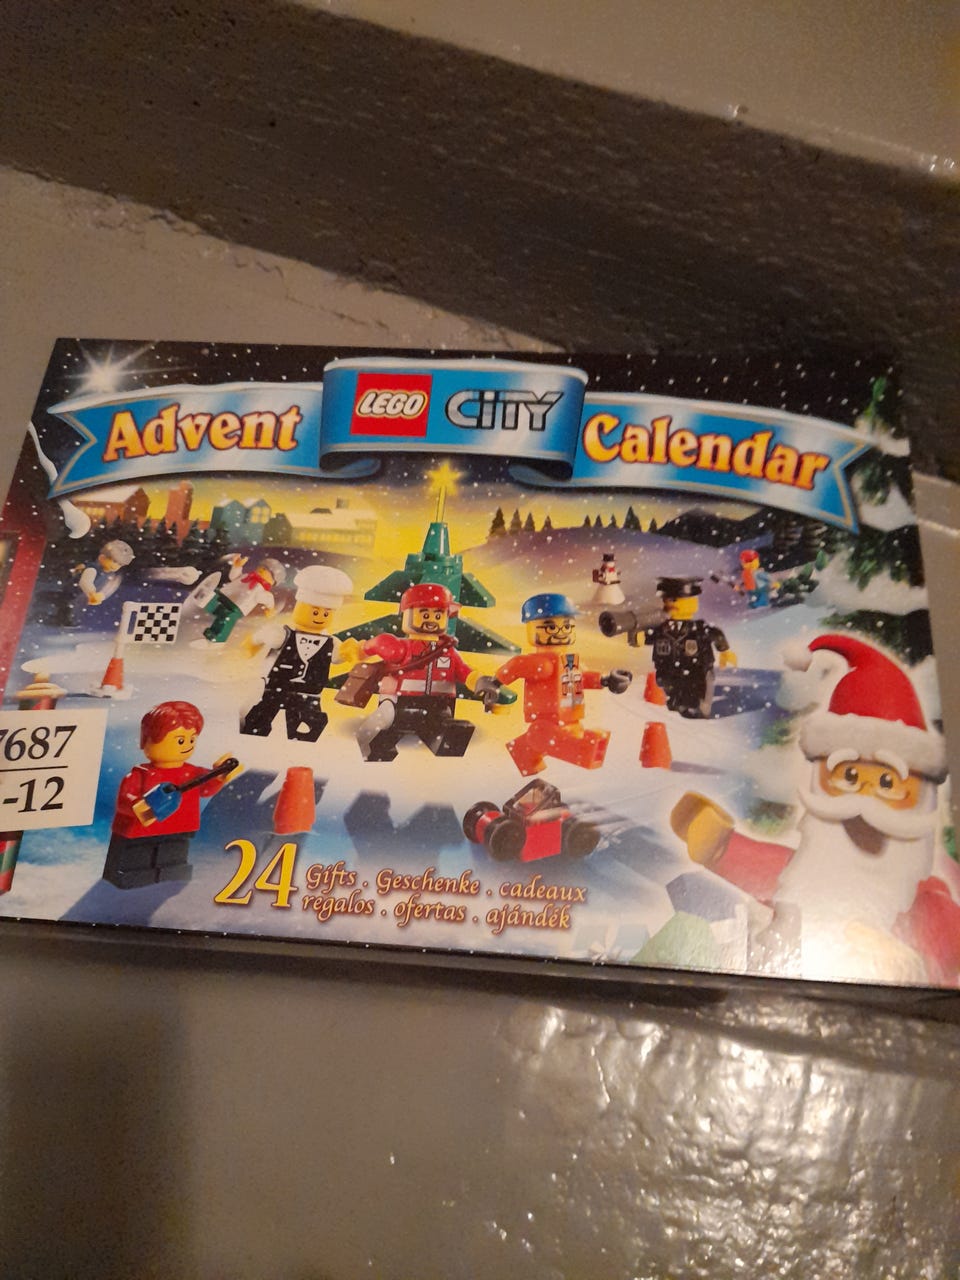 Advent LEGO CITY Calendar
7687
-12
24 Gifts . Geschenke . cadeaux
regalos . ofertas . ajándék